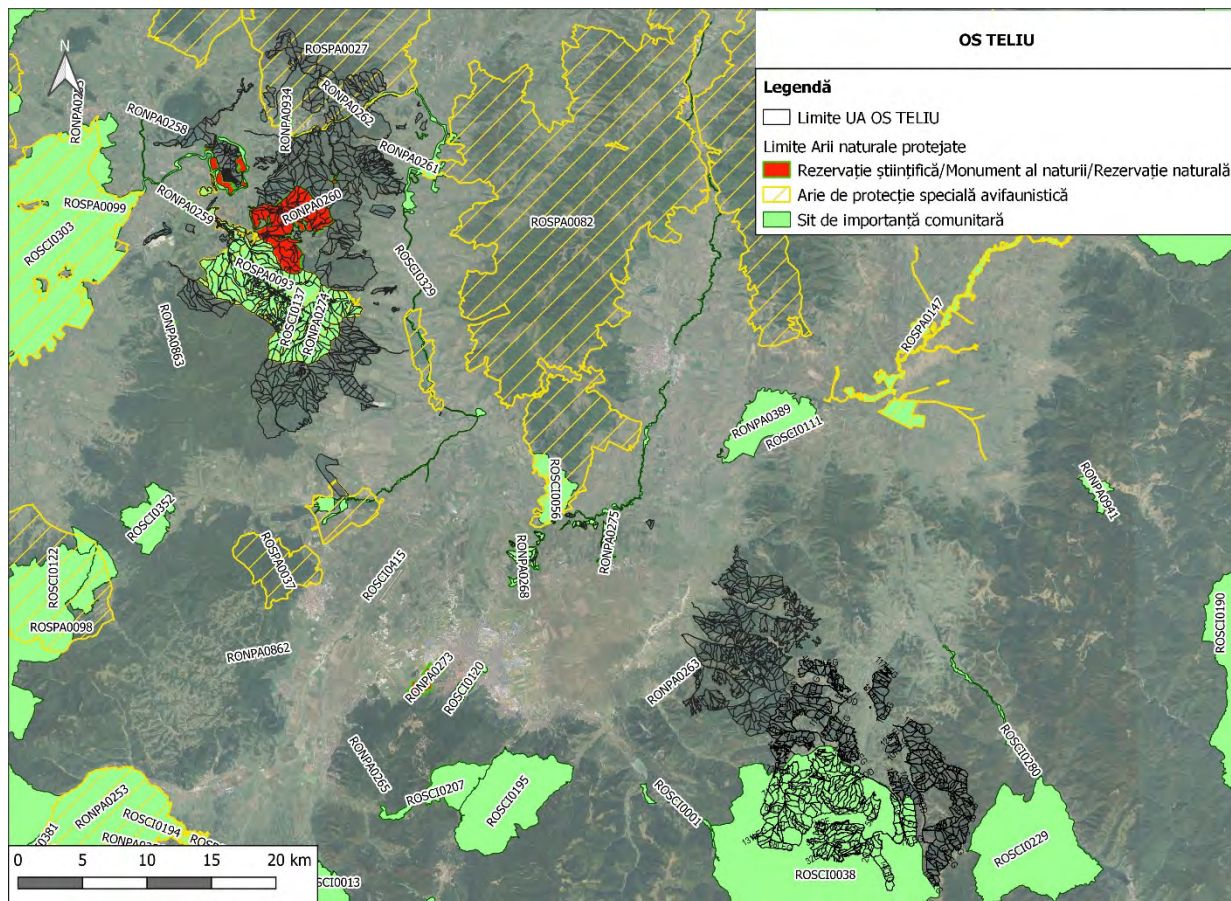 OS TELIU
Legendă
Limite UA OS TELIU
Limite Arii naturale protejate
Rezervație științifică/Monument al naturii/Rezervație naturală
Arie de protecție specială avifaunistică
Sit de importanță comunitară
N
ROSPA0027
RONPA0934
RONPA0262
RONPA0258
RONPA0261
ROSPA0099
ROSCI0303
RONPA0259
RONPA0260
ROSPA0082
ROSPA0093
ROSCI0137
RONPA0274
ROSCI0329
RONPA0863
ROSPA0147
RONPA0389
ROSCI0111
RONPA0941
ROSCI0352
ROSCI0056
RONPA0275
RONPA0268
ROSCI0122
ROSPA0037
ROSCI0415
ROSPA0098
RONPA0862
ROSCI0190
RONPA0273
ROSCI0120
RONPA0263
RONPA0265
ROSCI0207
ROSCI0195
ROSCI0001
ROSCI0280
RONPA0253
ROSCI0194
ROSCI0229
ROSCI0038
0 5 10 15 20 km